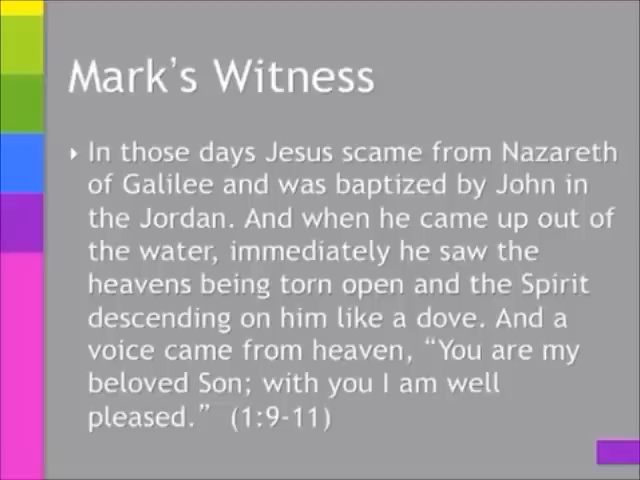 Mark's Witness
In those days Jesus scame from Nazareth
of Galilee and was baptized by John in
the Jordan. And when he came up out of
the water, immediately he saw the
heavens being torn open and the Spirit
descending on him like a dove. And a
voice came from heaven, “You are my
beloved Son; with you I am well
pleased.” (1:9-11)